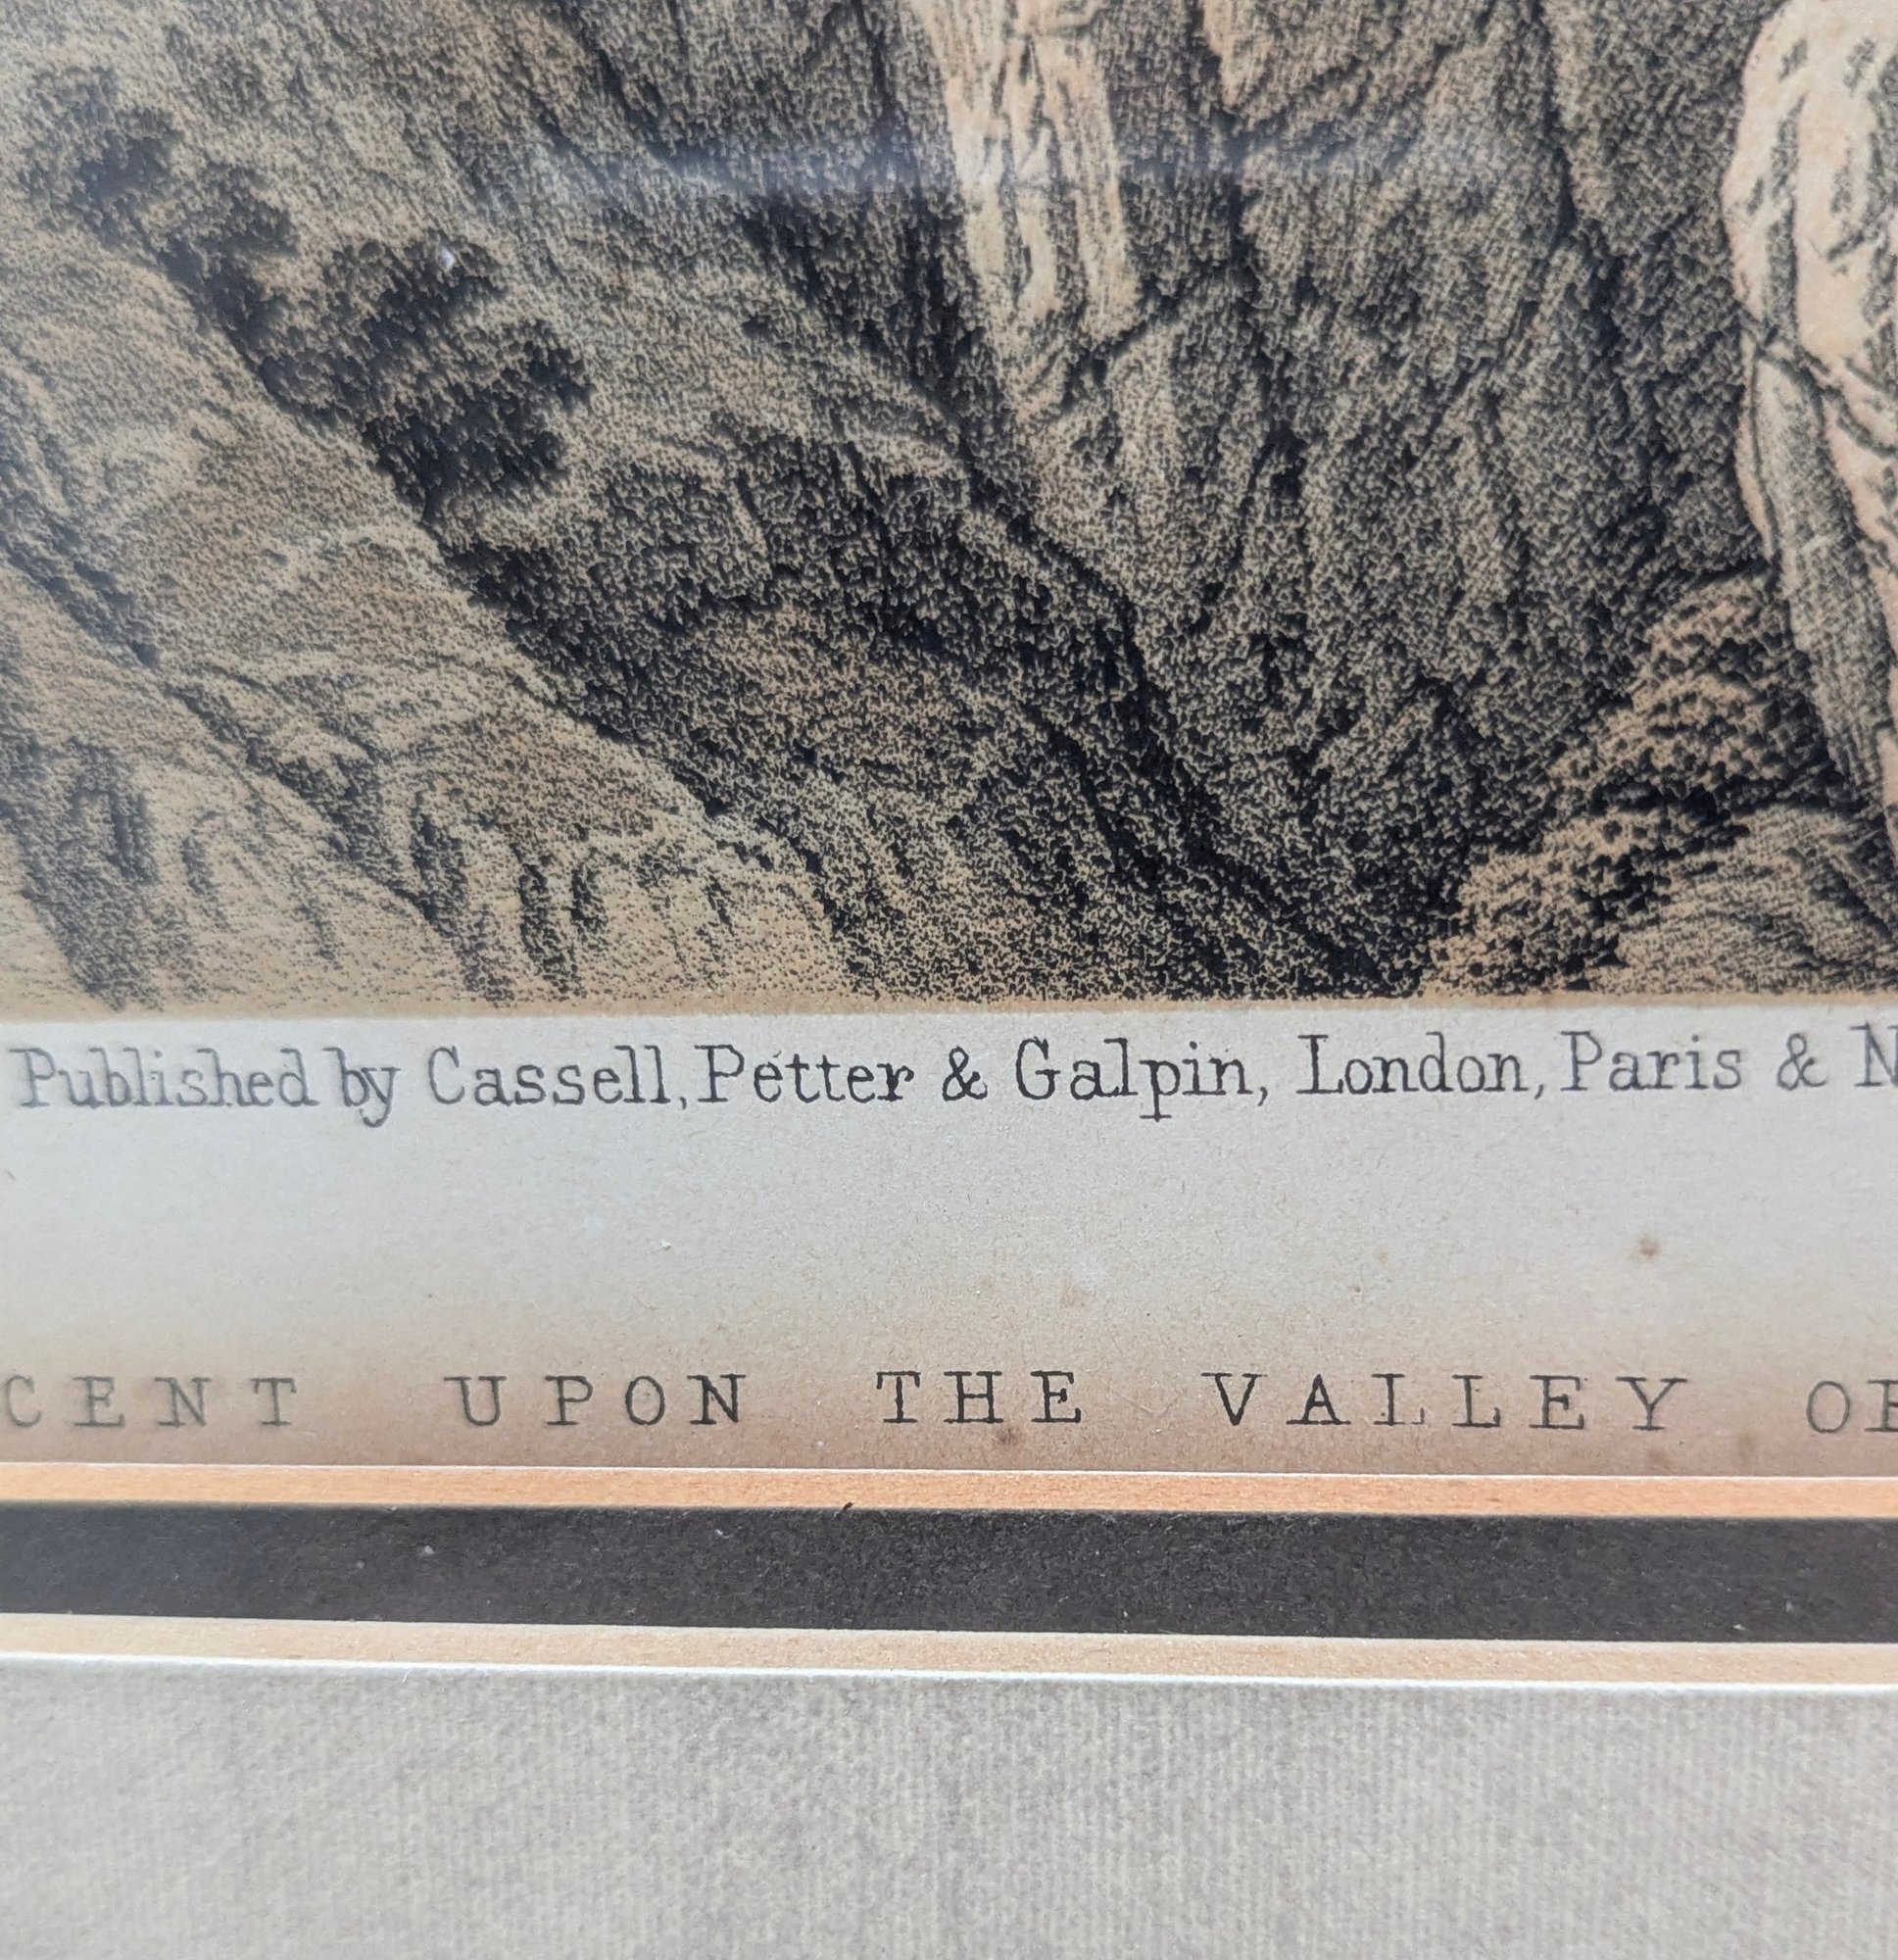 Published by Cassell, Petter & Galpin, London, Paris & N
CENT UPON THE VALLEY OF